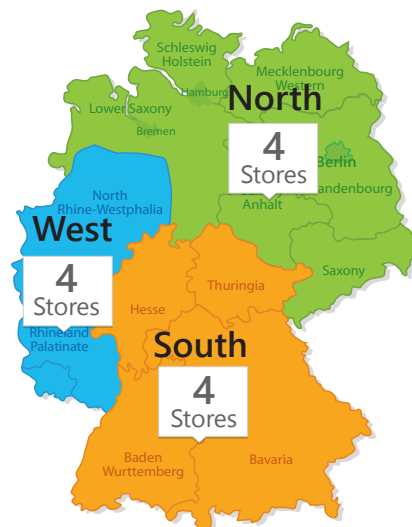 Schleswig
Holstein
Mecklenbourg
Western
Hamburg
North
Lower Saxony
Bremen
4
Stores
Berlin
Anhalt
North
Rhine-Westphalia
West
4
Stores
Saxony
Thuringia
Hesse
Rhineland
Palatinate
South
4
Stores
Baden
Wurttemberg
Bavaria